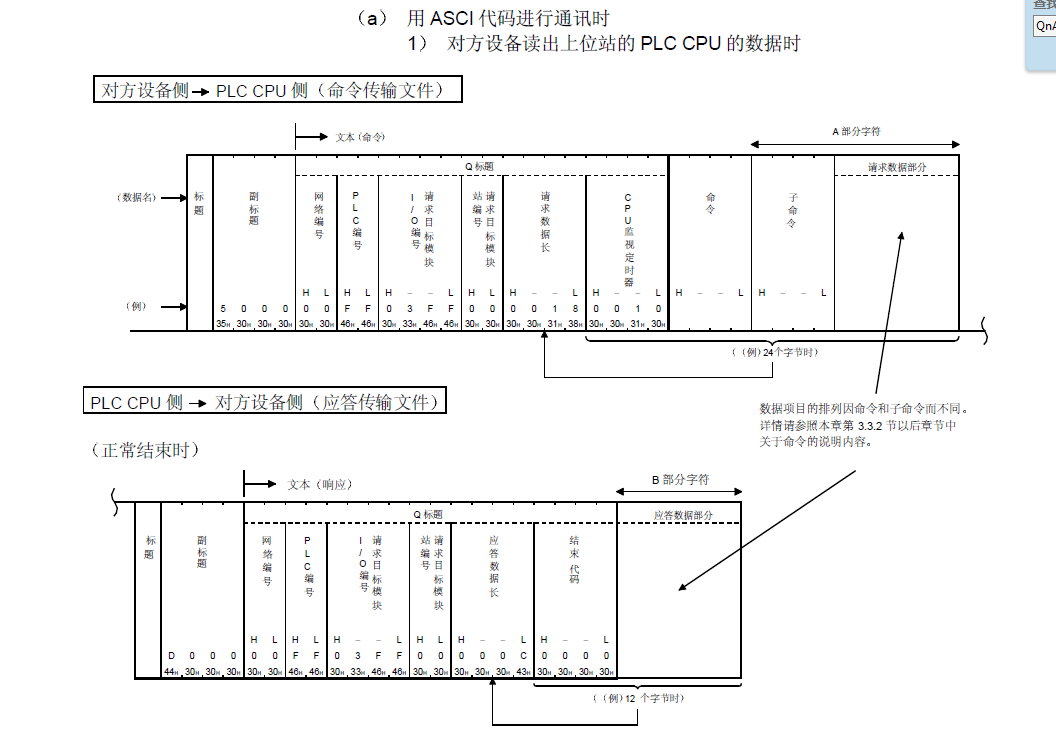 （a） 用 ASCI 代码进行通讯时
1） 对方设备读出上位站的 PLC CPU 的数据时
查找
QnA
对方设备侧 → PLC CPU 侧（命令传输文件）
文本（命令）
A 部分字符
Q 标题
请求数据部分
（数据名）
标题
副标题
网络编号
PLC编号
请求目标模块I/O编号
请求目标模块站编号
请求数据长
CPU监视定时器
命令
子命令
H L H L H – – L H L H – – L H – – L H – – L H – – L
（例）
5 0 0 0 0 0 F F 0 3 F F 0 0 0 0 1 8 0 0 1 0
35H 30H 30H 30H 30H 30H 46H 46H 30H 33H 46H 46H 30H 30H 30H 30H 31H 38H 30H 30H 31H 30H
（（例）24个字节时）
PLC CPU 侧 → 对方设备侧（应答传输文件）
数据项目的排列因命令和子命令而不同。
详情请参照本章第 3.3.2 节以后章节中
关于命令的说明内容。
（正常结束时）
文本（响应）
B 部分字符
Q 标题
应答数据部分
标题
副标题
网络编号
PLC编号
请求目标模块I/O编号
请求目标模块站编号
应答数据长
结束代码
H L H L H – – L H L H – – L H – – L
D 0 0 0 0 0 F F 0 3 F F 0 0 0 0 0 C 0 0 0 0
44H 30H 30H 30H 30H 30H 46H 46H 30H 33H 46H 46H 30H 30H 30H 30H 30H 43H 30H 30H 30H 30H
（（例）12 个字节时）